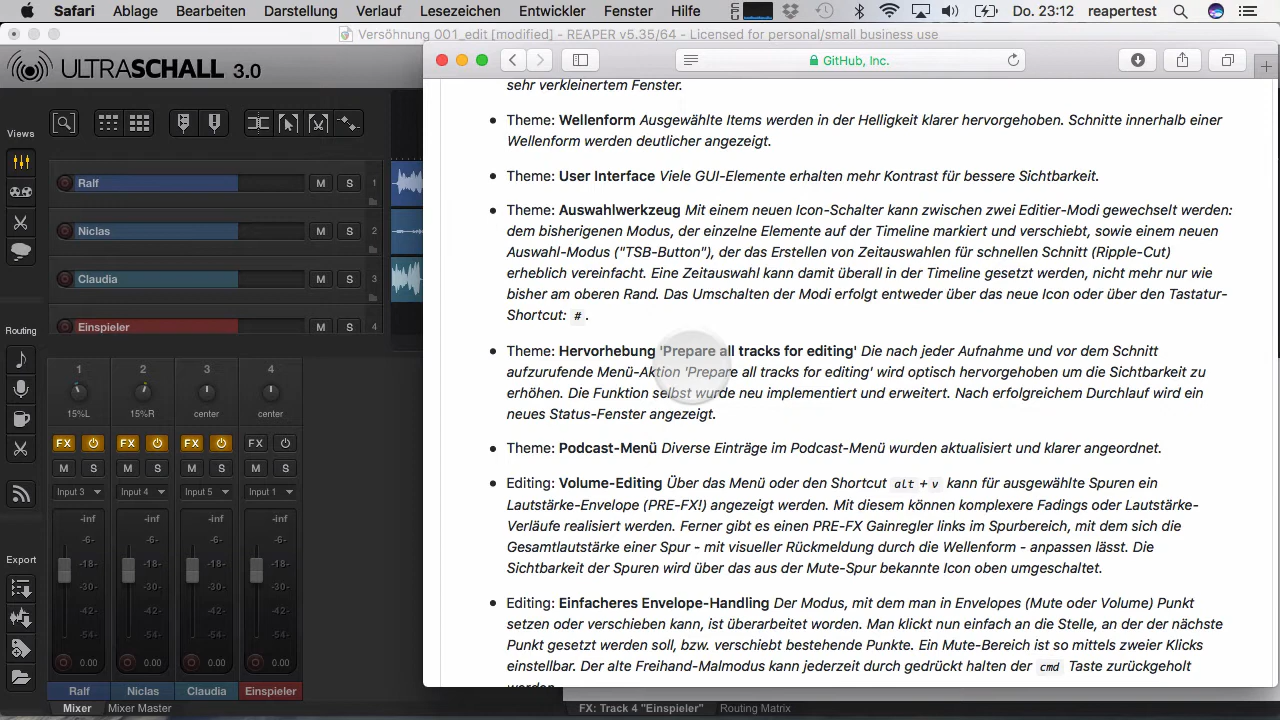 Safari Ablage Bearbeiten Darstellung Verlauf Lesezeichen Entwickler Fenster Hilfe Do. 23:12 reapertest
Versöhnung 001_edit [modified] - REAPER v5.35/64 - Licensed for personal/small business use
ULTRASCHALL 3.0
GitHub, Inc.
Views
Ralf M S 1
Niclas M S 2
Claudia M S 3
Einspieler M S 4
Routing
1 2 3 4
15%L 15%R center center
FX FX FX FX
M S M S M S M S
Input 3 Input 4 Input 5 Input 1
-inf -inf -inf -inf
-6- -6- -6- -6-
-18- -18- -18- -18-
-30- -30- -30- -30-
-42- -42- -42- -42-
-54- -54- -54- -54-
0.00 0.00 0.00 0.00
Export
Ralf Niclas Claudia Einspieler
Mixer Mixer Master
FX: Track 4 "Einspieler" Routing Matrix
sehr verkleinertem Fenster.
Theme: Wellenform Ausgewählte Items werden in der Helligkeit klarer hervorgehoben. Schnitte innerhalb einer
Wellenform werden deutlicher angezeigt.
Theme: User Interface Viele GUI-Elemente erhalten mehr Kontrast für bessere Sichtbarkeit.
Theme: Auswahlwerkzeug Mit einem neuen Icon-Schalter kann zwischen zwei Editier-Modi gewechselt werden:
dem bisherigen Modus, der einzelne Elemente auf der Timeline markiert und verschiebt, sowie einem neuen
Auswahl-Modus ("TSB-Button"), der das Erstellen von Zeitauswahlen für schnellen Schnitt (Ripple-Cut)
erheblich vereinfacht. Eine Zeitauswahl kann damit überall in der Timeline gesetzt werden, nicht mehr nur wie
bisher am oberen Rand. Das Umschalten der Modi erfolgt entweder über das neue Icon oder über den Tastatur-
Shortcut: # .
Theme: Hervorhebung 'Prepare all tracks for editing' Die nach jeder Aufnahme und vor dem Schnitt
aufzurufende Menü-Aktion 'Prepare all tracks for editing' wird optisch hervorgehoben um die Sichtbarkeit zu
erhöhen. Die Funktion selbst wurde neu implementiert und erweitert. Nach erfolgreichem Durchlauf wird ein
neues Status-Fenster angezeigt.
Theme: Podcast-Menü Diverse Einträge im Podcast-Menü wurden aktualisiert und klarer angeordnet.
Editing: Volume-Editing Über das Menü oder den Shortcut alt + v kann für ausgewählte Spuren ein
Lautstärke-Envelope (PRE-FX!) angezeigt werden. Mit diesem können komplexere Fadings oder Lautstärke-
Verläufe realisiert werden. Ferner gibt es einen PRE-FX Gainregler links im Spurbereich, mit dem sich die
Gesamtlautstärke einer Spur - mit visueller Rückmeldung durch die Wellenform - anpassen lässt. Die
Sichtbarkeit der Spuren wird über das aus der Mute-Spur bekannte Icon oben umgeschaltet.
Editing: Einfacheres Envelope-Handling Der Modus, mit dem man in Envelopes (Mute oder Volume) Punkt
setzen oder verschieben kann, ist überarbeitet worden. Man klickt nun einfach an die Stelle, an der der nächste
Punkt gesetzt werden soll, bzw. verschiebt bestehende Punkte. Ein Mute-Bereich ist so mittels zweier Klicks
einstellbar. Der alte Freihand-Malmodus kann jederzeit durch gedrückt halten der cmd Taste zurückgeholt